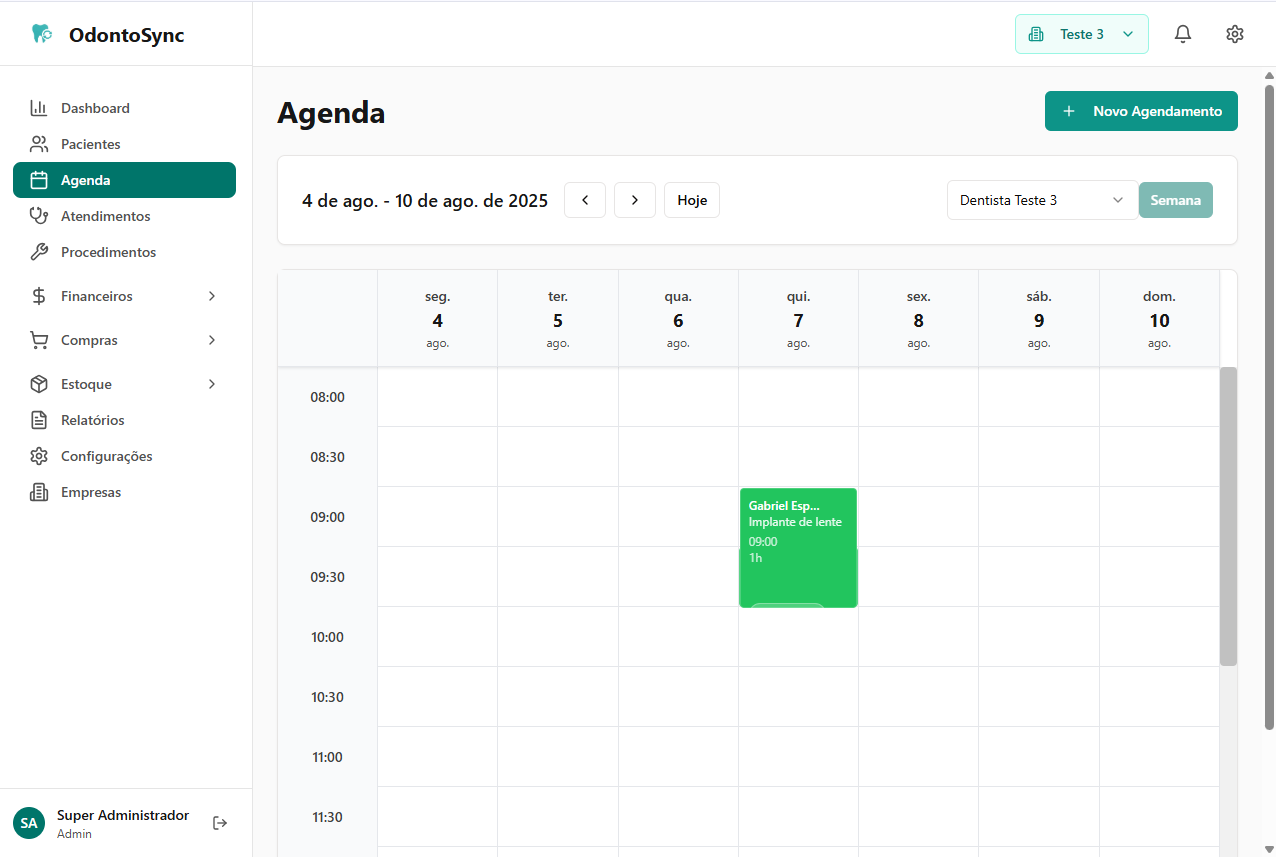 OdontoSync
Teste 3
Dashboard
Pacientes
Agenda
Atendimentos
Procedimentos
Financeiros
Compras
Estoque
Relatórios
Configurações
Empresas
SA
Super Administrador
Admin
Agenda
+ Novo Agendamento
4 de ago. - 10 de ago. de 2025
Hoje
Dentista Teste 3
Semana
seg. ter. qua. qui. sex. sáb. dom.
4 5 6 7 8 9 10
ago. ago. ago. ago. ago. ago. ago.
08:00
08:30
09:00
Gabriel Esp...
Implante de lente
09:00
1h
09:30
10:00
10:30
11:00
11:30